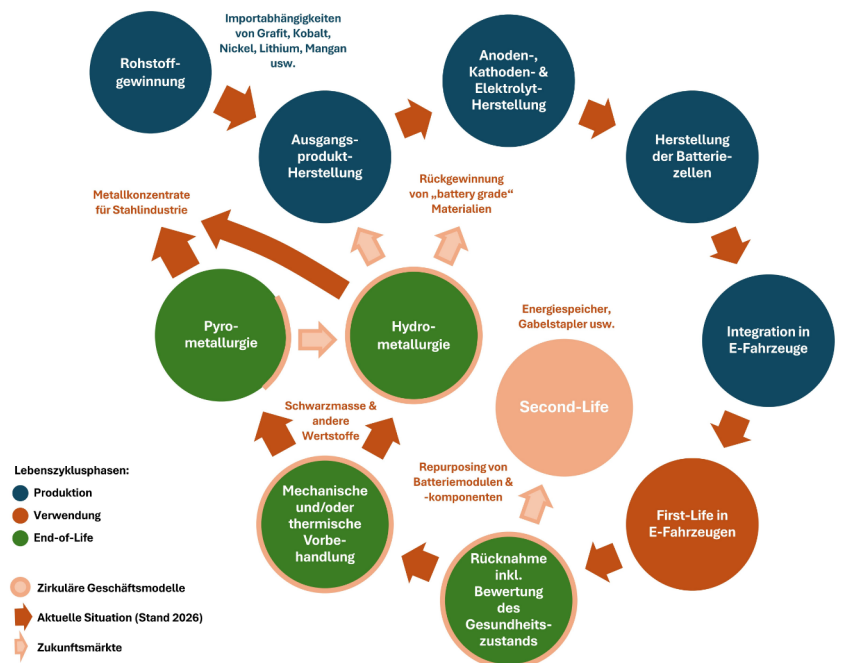 Rohstoff-
gewinnung
Importabhängigkeiten
von Grafit, Kobalt,
Nickel, Lithium, Mangan
usw.
Ausgangs-
produkt-
Herstellung
Anoden-,
Kathoden- &
Elektrolyt-
Herstellung
Herstellung
der Batterie-
zellen
Metallkonzentrate
für Stahlindustrie
Rückgewinnung
von „battery grade“
Materialien
Pyro-
metallurgie
Hydro-
metallurgie
Energiespeicher,
Gabelstapler usw.
Integration in
E-Fahrzeuge
Second-Life
Schwarzmasse &
andere
Wertstoffe
Repurposing von
Batteriemodulen &
-komponenten
First-Life in
E-Fahrzeugen
Mechanische
und/oder
thermische
Vorbe-
handlung
Rücknahme
inkl.
Bewertung
des
Gesundheits-
zustands
Lebenszyklusphasen:
Produktion
Verwendung
End-of-Life
Zirkuläre Geschäftsmodelle
Aktuelle Situation (Stand 2026)
Zukunftsmärkte